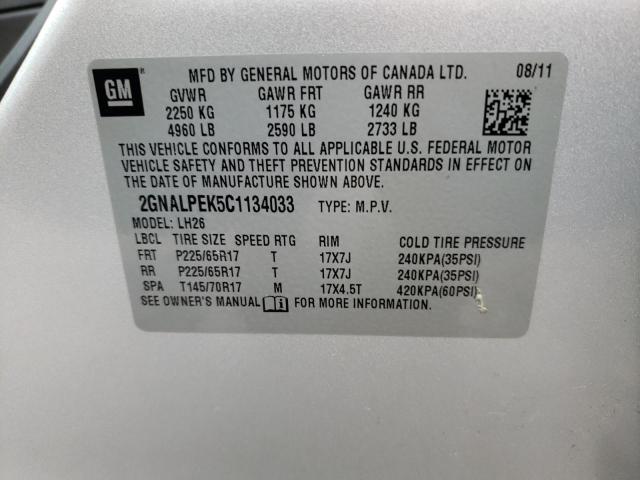 GM ® MFD BY GENERAL MOTORS OF CANADA LTD. 08/11
GVWR GAWR FRT GAWR RR
2250 KG 1175 KG 1240 KG
4960 LB 2590 LB 2733 LB
THIS VEHICLE CONFORMS TO ALL APPLICABLE U.S. FEDERAL MOTOR
VEHICLE SAFETY AND THEFT PREVENTION STANDARDS IN EFFECT ON
THE DATE OF MANUFACTURE SHOWN ABOVE.
2GNALPEK5C1134033 TYPE: M.P.V.
MODEL: LH26
LBCL TIRE SIZE SPEED RTG RIM COLD TIRE PRESSURE
FRT P225/65R17 T 17X7J 240KPA(35PSI)
RR P225/65R17 T 17X7J 240KPA(35PSI)
SPA T145/70R17 M 17X4.5T 420KPA(60PSI)
SEE OWNER'S MANUAL FOR MORE INFORMATION.